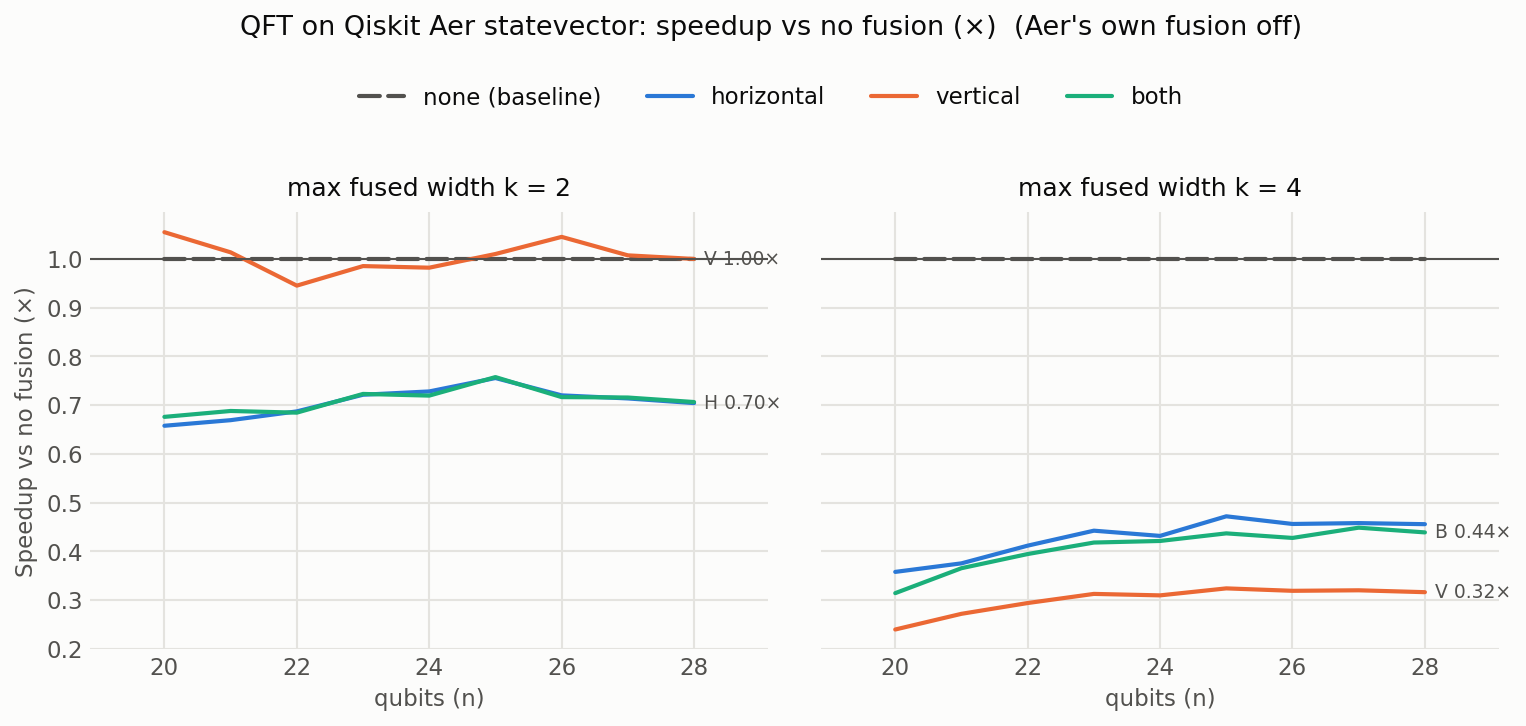 QFT on Qiskit Aer statevector: speedup vs no fusion (×) (Aer's own fusion off)
none (baseline) horizontal vertical both
max fused width k = 2
max fused width k = 4
Speedup vs no fusion (×)
1.0
0.9
0.8
0.7
0.6
0.5
0.4
0.3
0.2
V 1.00×
H 0.70×
B 0.44×
V 0.32×
20 22 24 26 28
20 22 24 26 28
qubits (n)
qubits (n)